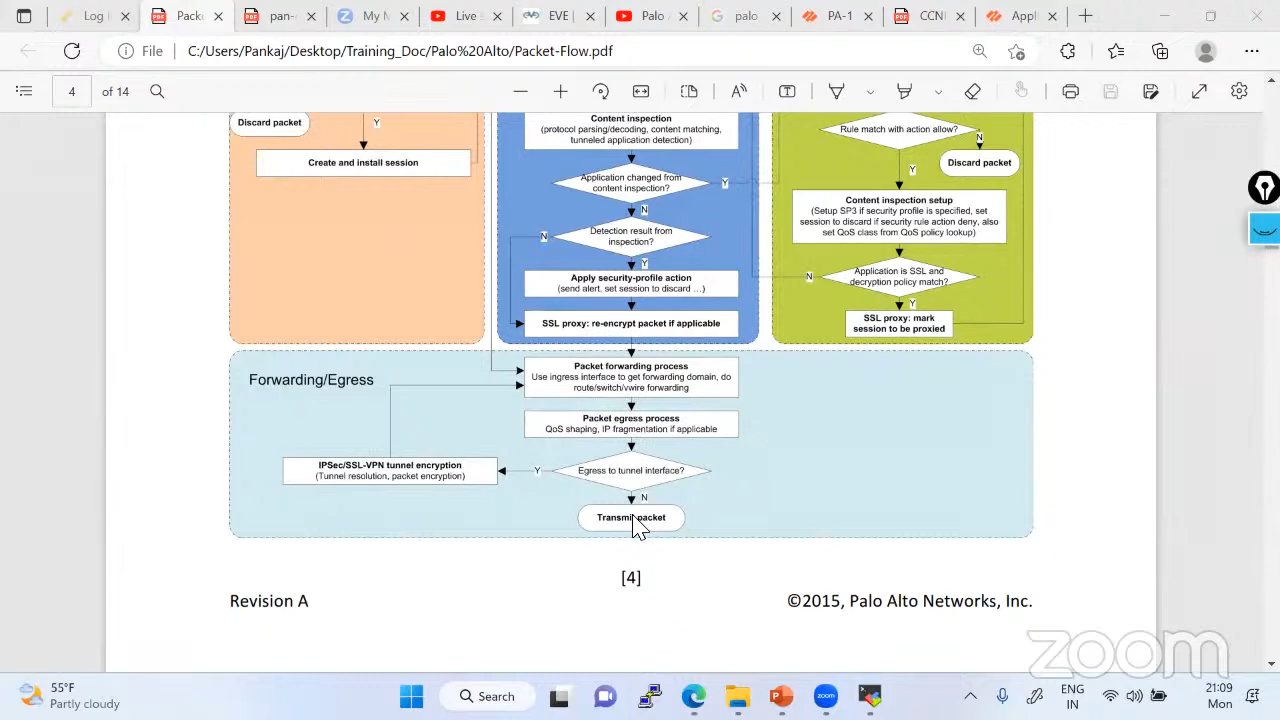 Packe
pan-
My N
Live S
EVE
Palo
palo
PA-1
CCNI
Appl
File
C:/Users/Pankaj/Desktop/Training_Doc/Palo%20Alto/Packet-Flow.pdf
4
of 14
Discard packet
Y
Create and install session
Content inspection
(protocol parsing/decoding, content matching,
tunneled application detection)
Application changed from
content inspection?
Y
N
Detection result from
inspection?
N
Y
Apply security-profile action
(send alert, set session to discard ...)
SSL proxy: re-encrypt packet if applicable
Rule match with action allow?
N
Y
Discard packet
Content inspection setup
(Setup SP3 if security profile is specified, set
session to discard if security rule action deny, also
set QoS class from QoS policy lookup)
Application is SSL and
decryption policy match?
N
Y
SSL proxy: mark
session to be proxied
Forwarding/Egress
Packet forwarding process
Use ingress interface to get forwarding domain, do
route/switch/vwire forwarding
Packet egress process
QoS shaping, IP fragmentation if applicable
IPSec/SSL-VPN tunnel encryption
(Tunnel resolution, packet encryption)
Y
Egress to tunnel interface?
N
Transmit packet
[4]
Revision A
©2015, Palo Alto Networks, Inc.
zoom
55°F
Partly cloudy
Search
zoom
ENG
IN
21:09
Mon